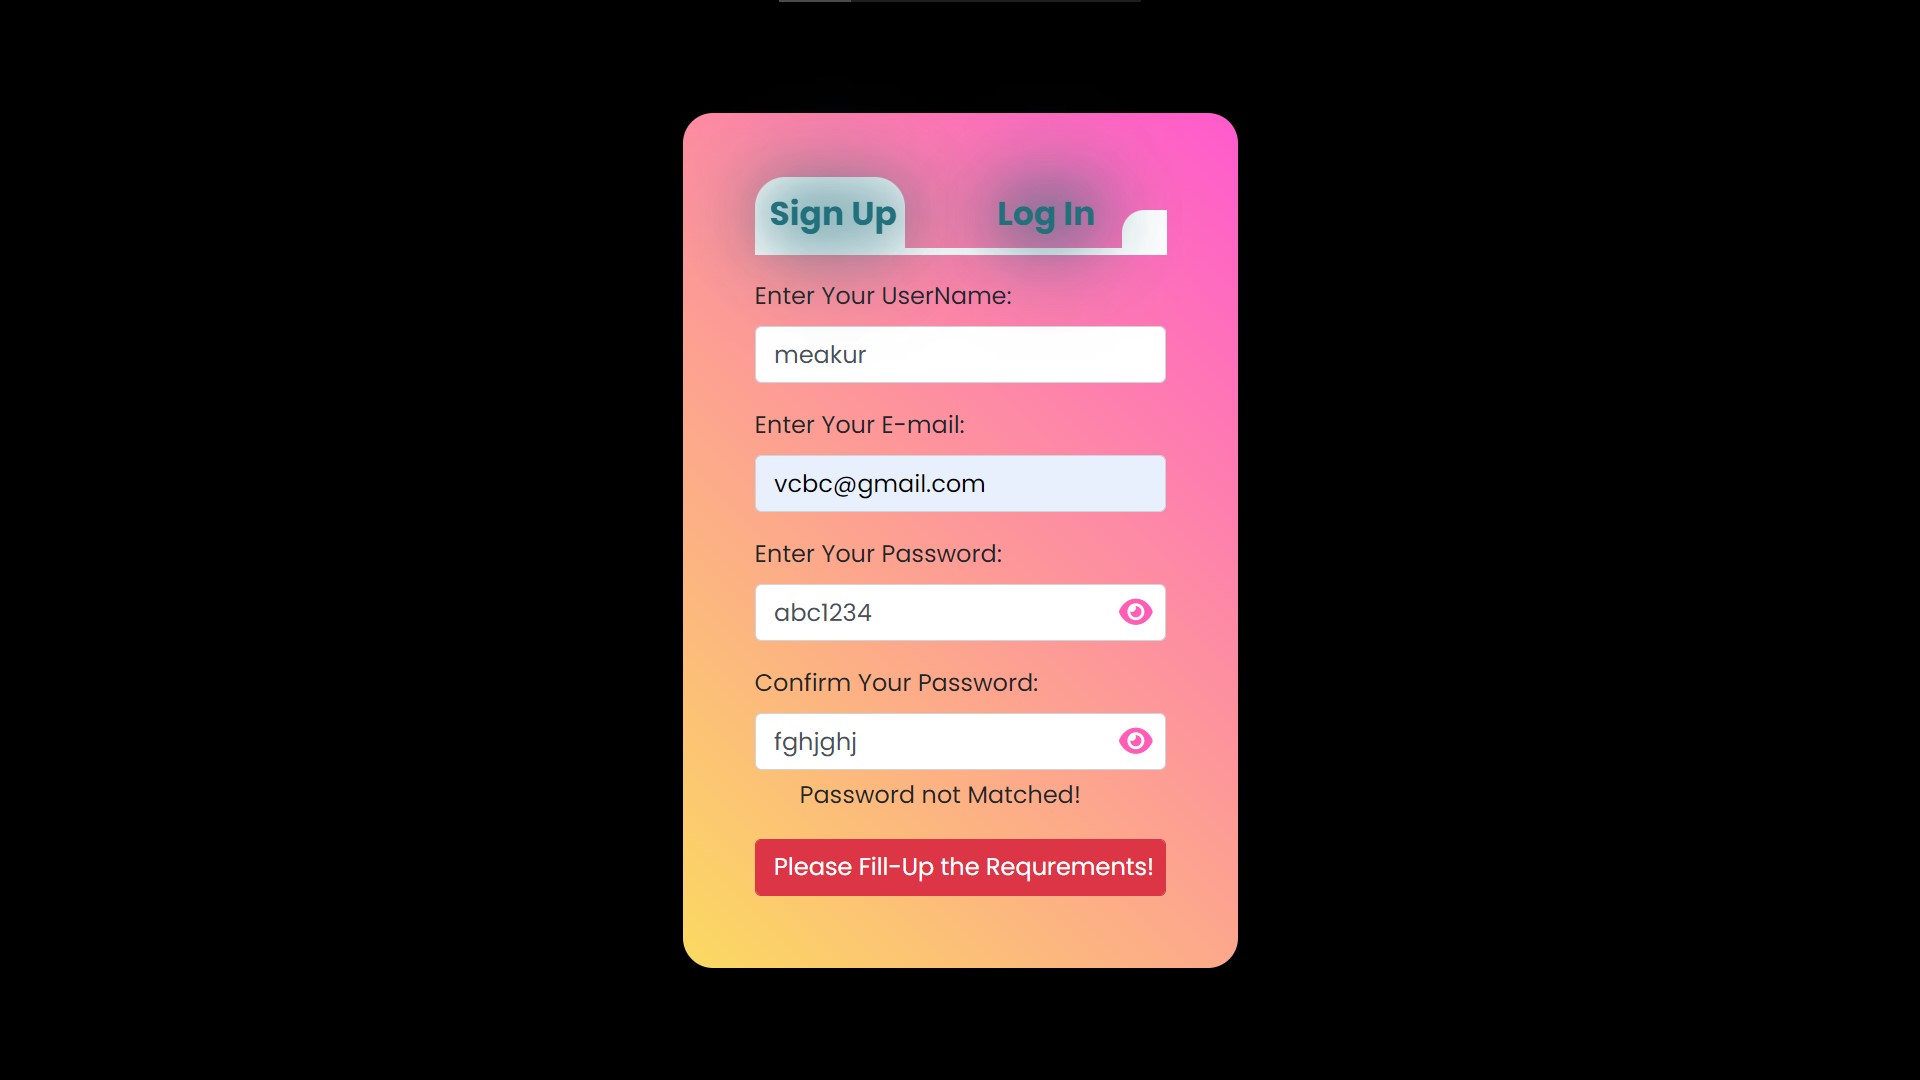 Sign Up Log In
Enter Your UserName:
meakur
Enter Your E-mail:
vcbc@gmail.com
Enter Your Password:
abc1234
Confirm Your Password:
fghjghj
Password not Matched!
Please Fill-Up the Requrements!